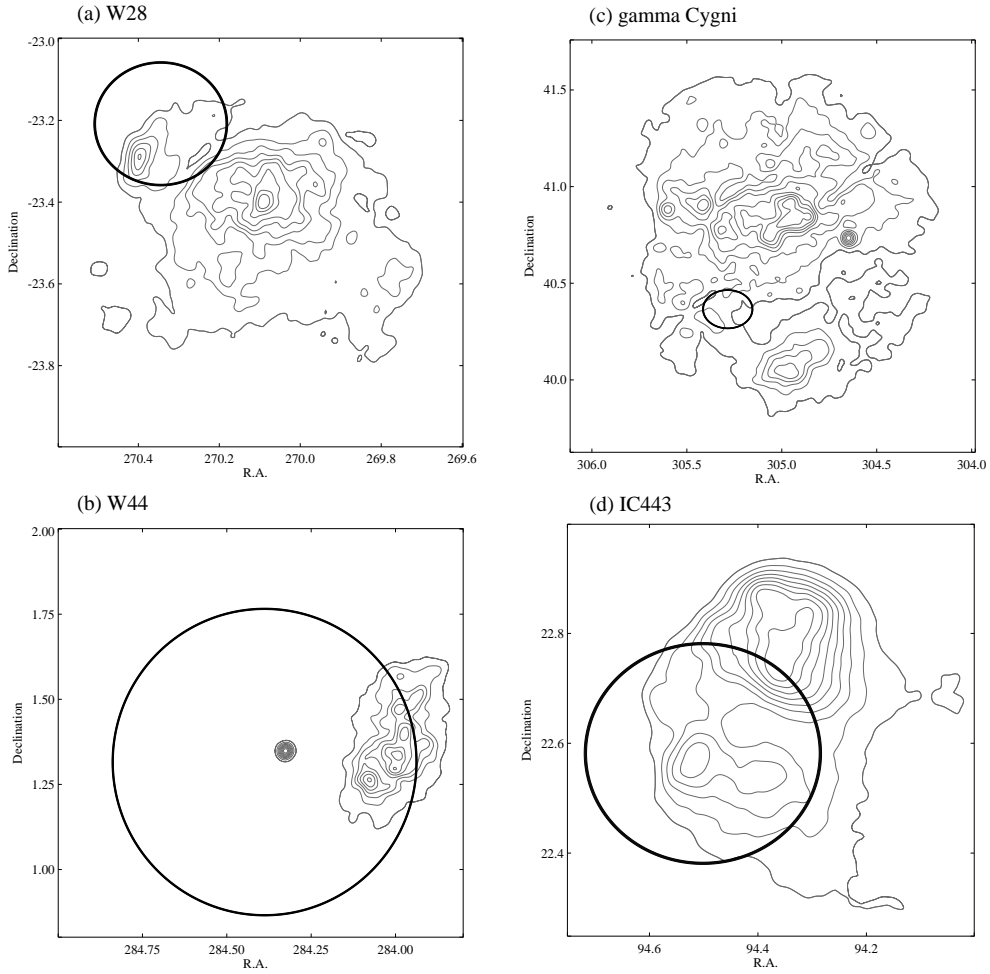 (a) W28
-23.0
-23.2
-23.4
-23.6
-23.8
Declination
270.4
270.2
270.0
269.8
269.6
R.A.
(c) gamma Cygni
41.5
41.0
40.5
40.0
Declination
306.0
305.5
305.0
304.5
304.0
R.A.
(b) W44
2.00
1.75
1.50
1.25
1.00
Declination
284.75
284.50
284.25
284.00
R.A.
(d) IC443
22.8
22.6
22.4
Declination
94.6
94.4
94.2
R.A.